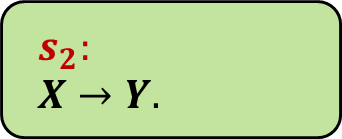 s₂:
X → Y.